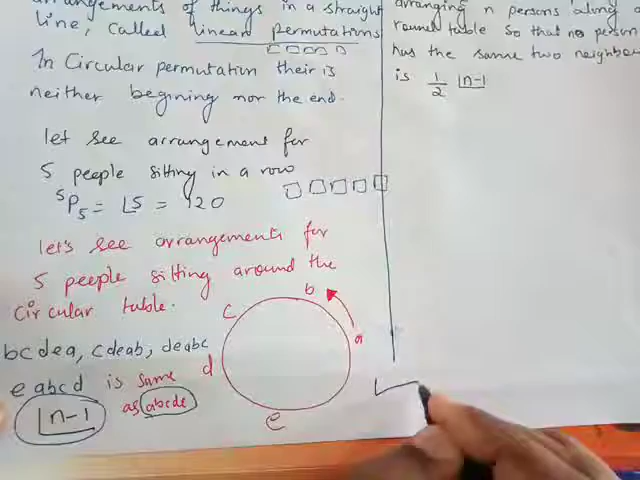 arrangements of things in a straight
line, called linear permutations
In Circular permutation their is
neither begining nor the end.
let see arrangement for
5 peeple sitting in a row
⁵P₅ = ⌊5 = 120
let's see arrangements for
5 peeple sitting around the
circular table.
bcdea, cdeab, deabc
eabcd is same
as abcde
⌊n-1
b
c
a
d
e
arranging n persons along a
round table so that no person
has the same two neighbou
is 1/2 ⌊n-1